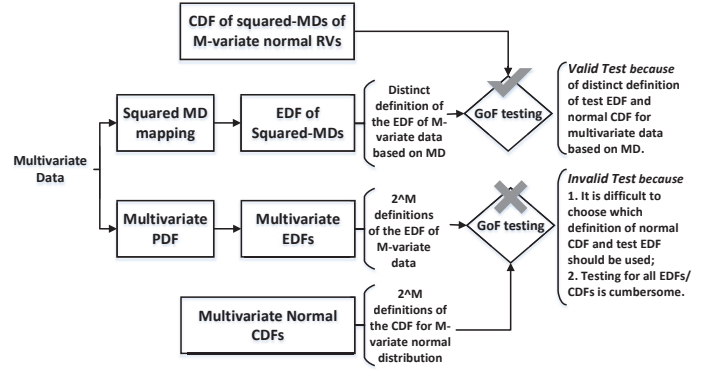 CDF of squared-MDs of
M-variate normal RVs
Multivariate
Data
Squared MD
mapping
EDF of
Squared-MDs
Distinct
definition of
the EDF of M-
variate data
based on MD
GoF testing
Valid Test because
of distinct definition
of test EDF and
normal CDF for
multivariate data
based on MD.
Multivariate
PDF
Multivariate
EDFs
2^M
definitions
of the EDF of
M-variate
data
GoF testing
Invalid Test because
1. It is difficult to
choose which
definition of normal
CDF and test EDF
should be used;
2. Testing for all EDFs/
CDFs is cumbersome.
Multivariate Normal
CDFs
2^M
definitions of
the CDF for M-
variate normal
distribution